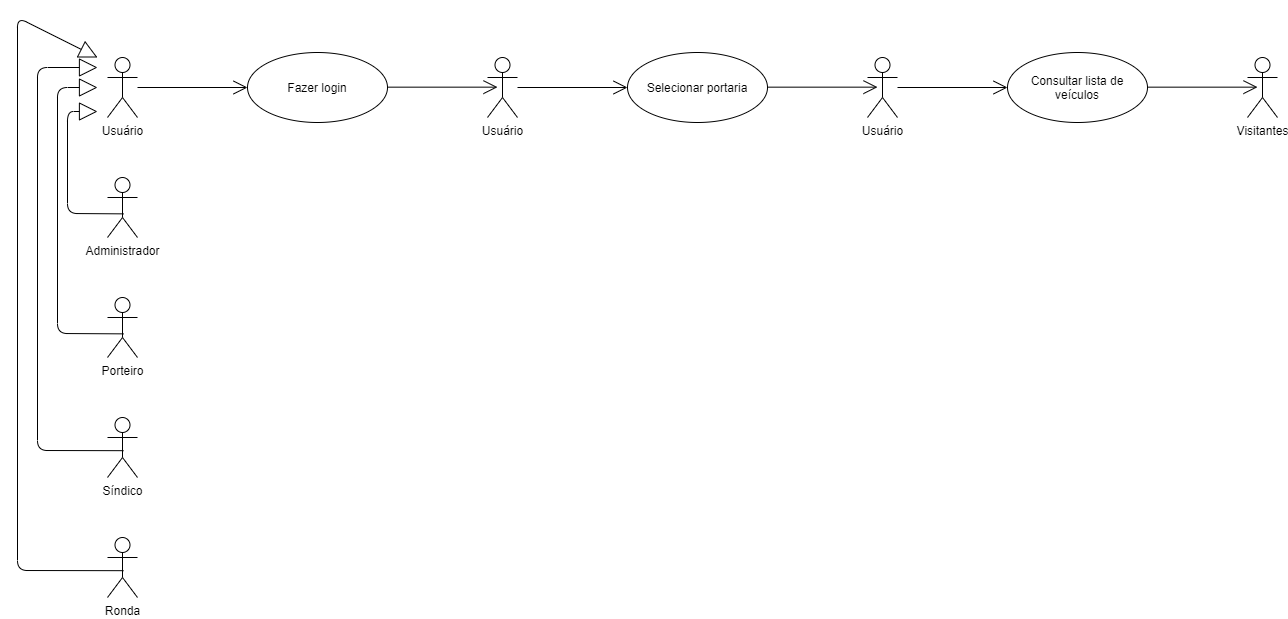 Fazer login
Selecionar portaria
Consultar lista de
veículos
Usuário
Usuário
Usuário
Visitantes
Administrador
Porteiro
Síndico
Ronda